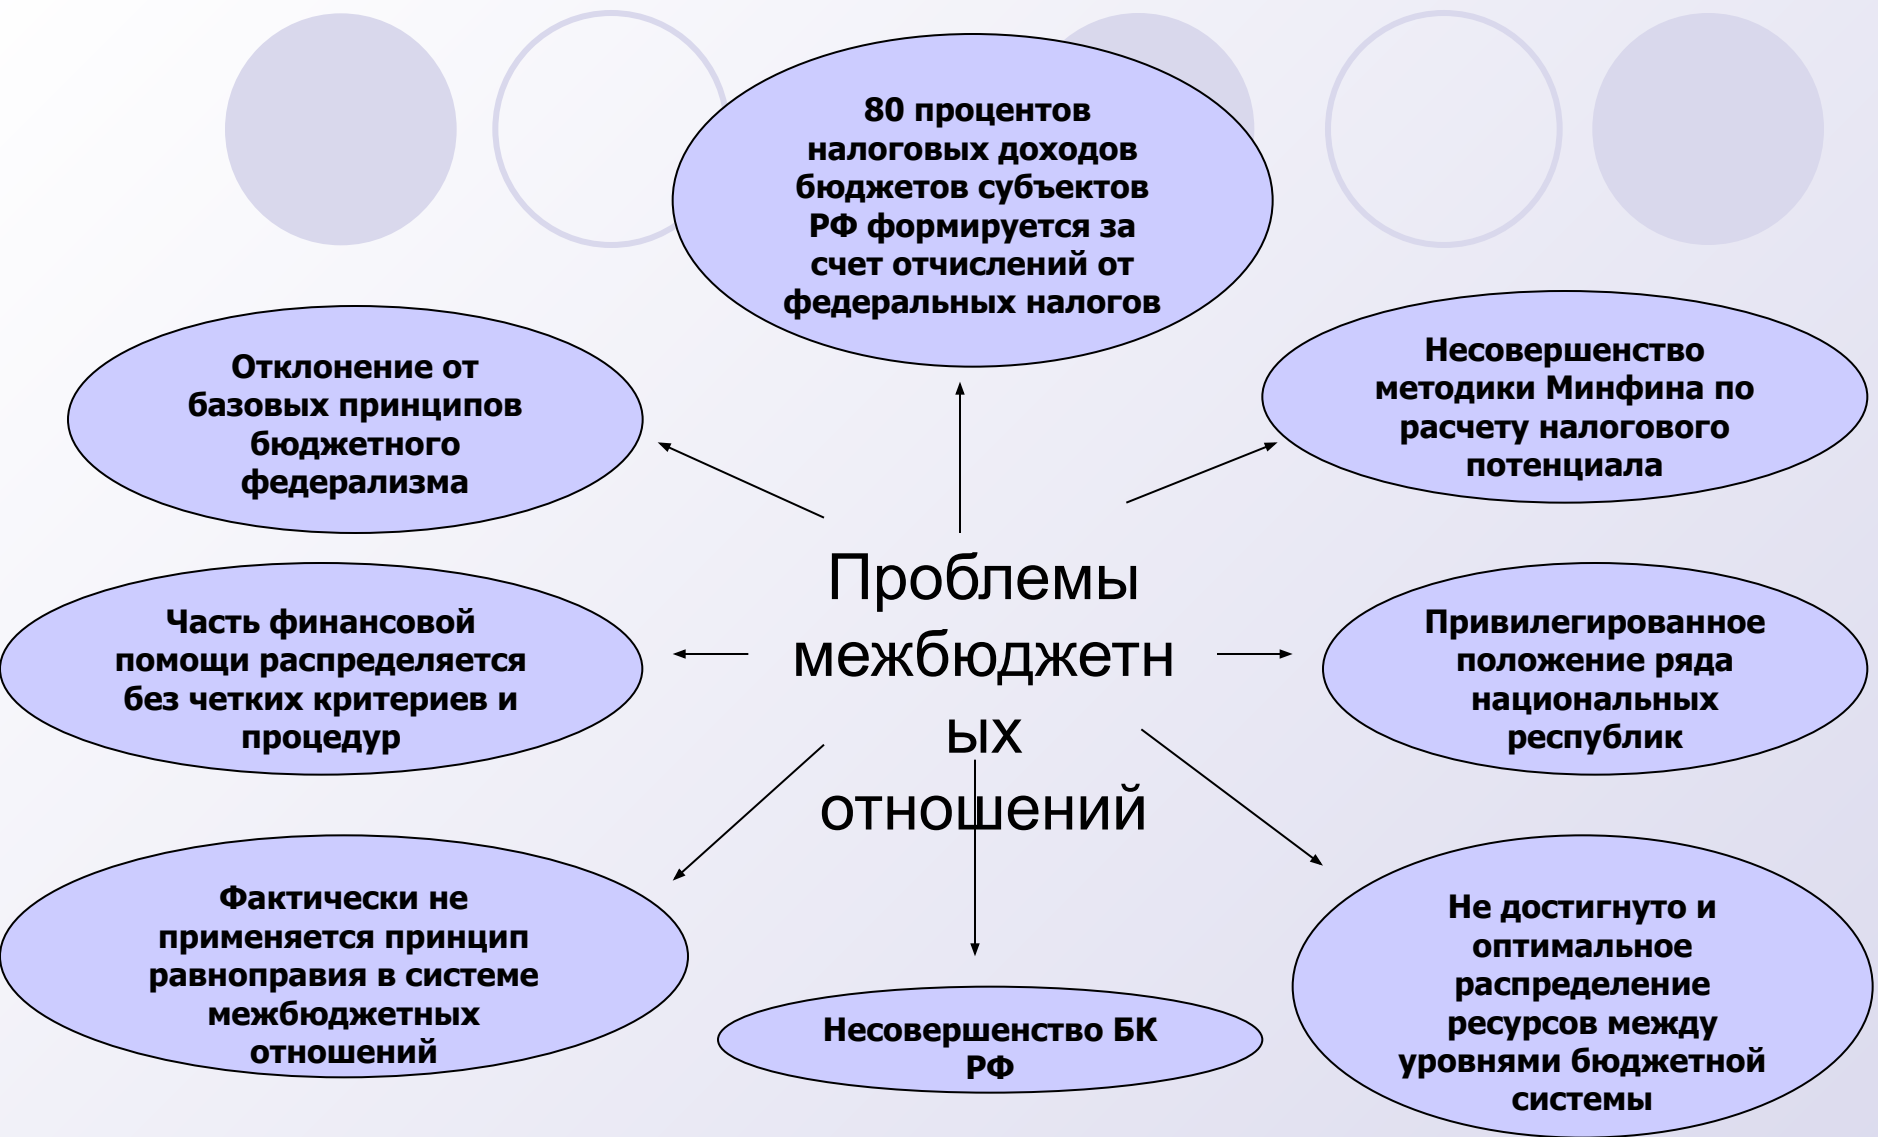 80 процентов
налоговых доходов
бюджетов субъектов
РФ формируется за
счет отчислений от
федеральных налогов
Отклонение от
базовых принципов
бюджетного
федерализма
Несовершенство
методики Минфина по
расчету налогового
потенциала
Проблемы
межбюджетн
ых
отношений
Часть финансовой
помощи распределяется
без четких критериев и
процедур
Привилегированное
положение ряда
национальных
республик
Фактически не
применяется принцип
равноправия в системе
межбюджетных
отношений
Несовершенство БК
РФ
Не достигнуто и
оптимальное
распределение
ресурсов между
уровнями бюджетной
системы